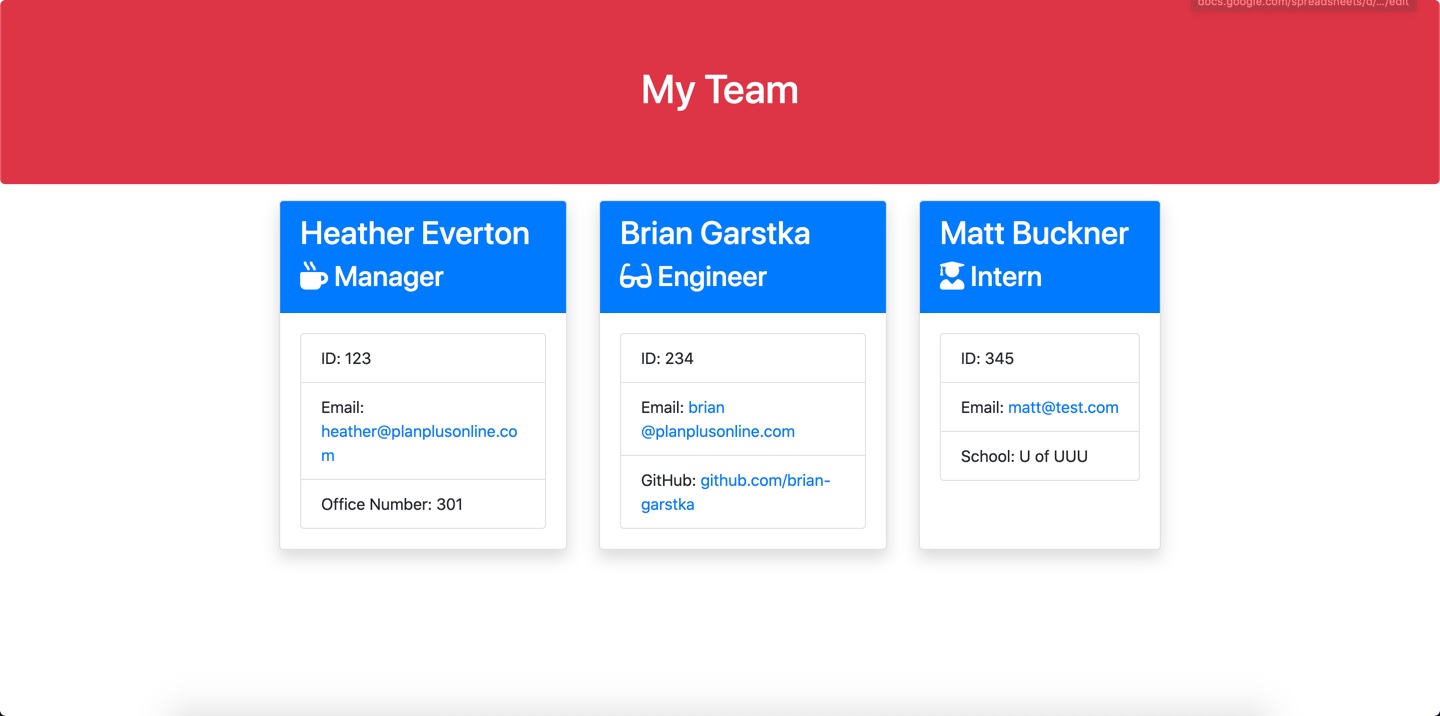 docs.google.com/spreadsheets/d/.../edit
My Team
Heather Everton
Manager
ID: 123
Email:
heather@planplusonline.co
m
Office Number: 301
Brian Garstka
Engineer
ID: 234
Email: brian
@planplusonline.com
GitHub: github.com/brian-
garstka
Matt Buckner
Intern
ID: 345
Email: matt@test.com
School: U of UUU